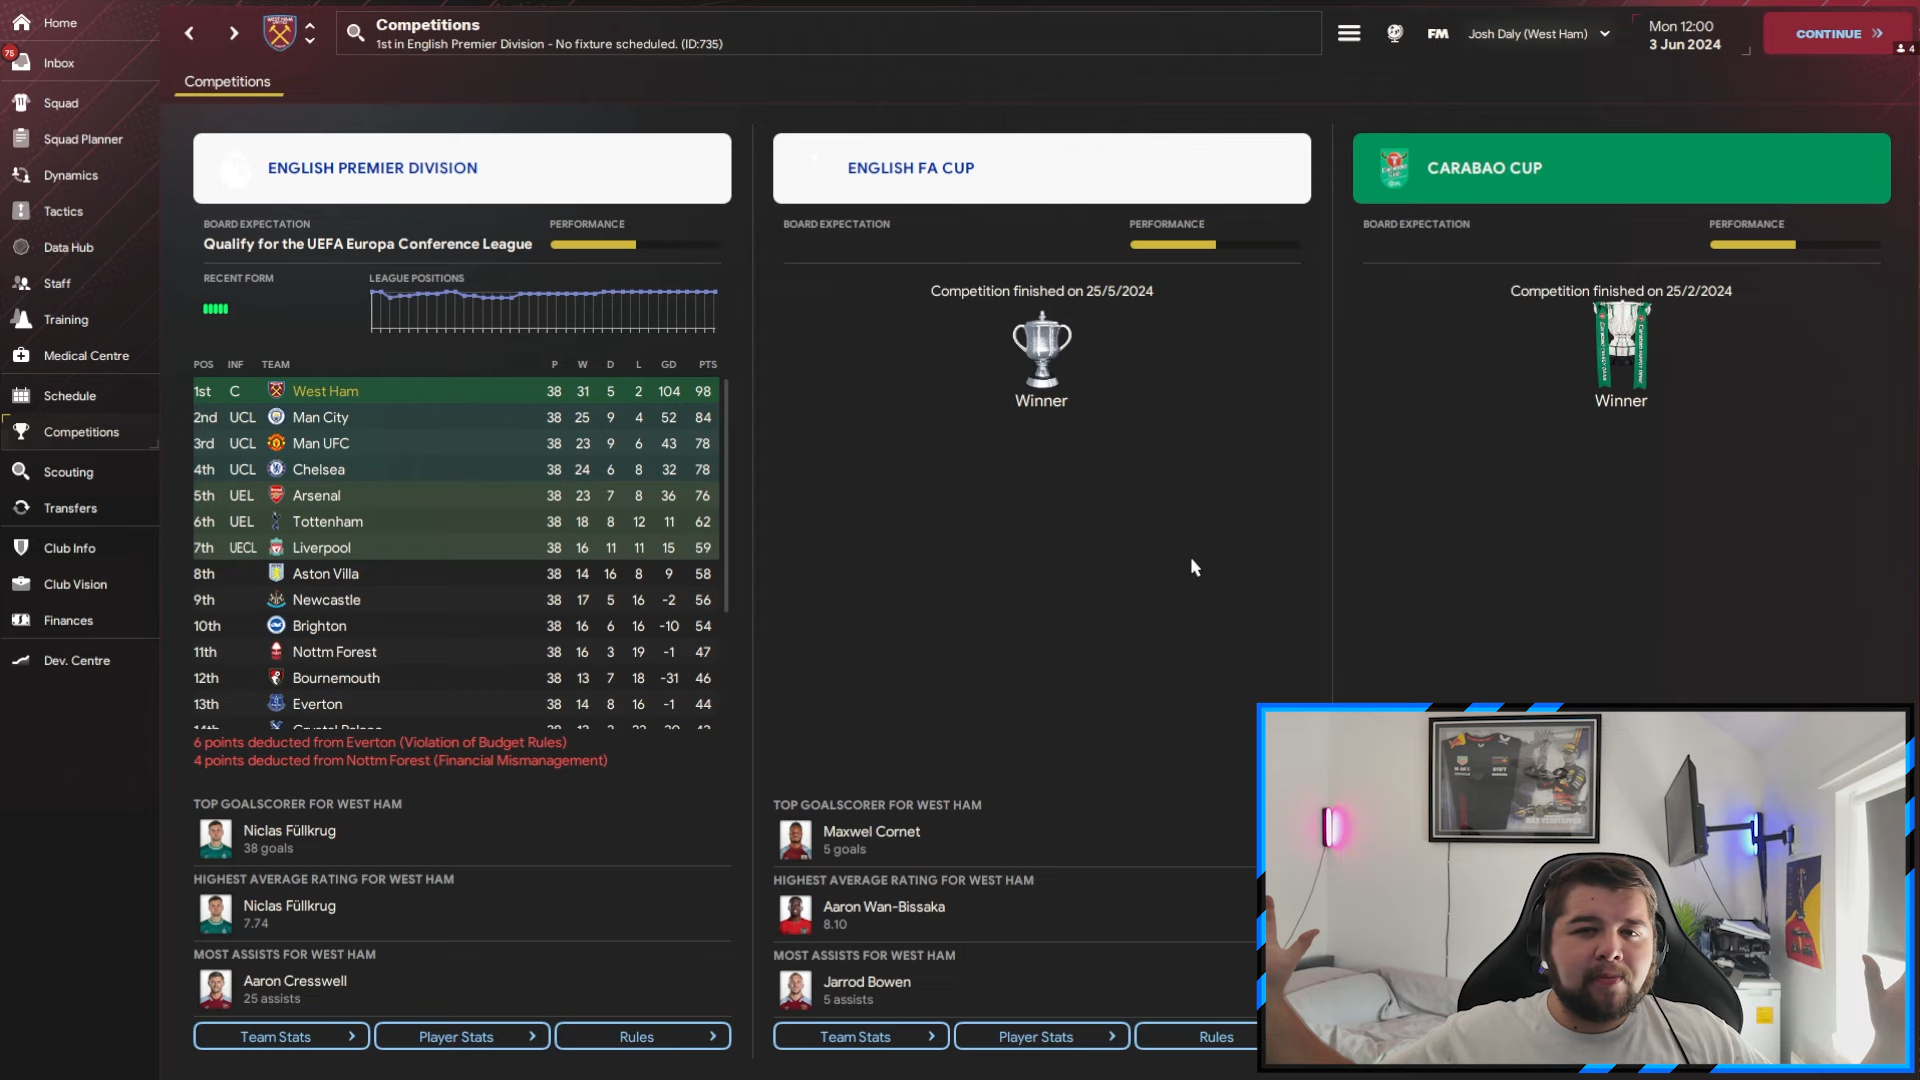 Home
75
Inbox
Squad
Squad Planner
Dynamics
Tactics
Data Hub
Staff
Training
Medical Centre
Schedule
Competitions
Scouting
Transfers
Club Info
Club Vision
Finances
Dev. Centre
WEST HAM
Competitions
1st in English Premier Division - No fixture scheduled. (ID:735)
FM
Josh Daly (West Ham)
Mon 12:00
3 Jun 2024
CONTINUE
4
Competitions
ENGLISH PREMIER DIVISION
BOARD EXPECTATION PERFORMANCE
Qualify for the UEFA Europa Conference League
RECENT FORM LEAGUE POSITIONS
POS INF TEAM P W D L GD PTS
1st C West Ham 38 31 5 2 104 98
2nd UCL Man City 38 25 9 4 52 84
3rd UCL Man UFC 38 23 9 6 43 78
4th UCL Chelsea 38 24 6 8 32 78
5th UEL Arsenal 38 23 7 8 36 76
6th UEL Tottenham 38 18 8 12 11 62
7th UECL Liverpool 38 16 11 11 15 59
8th Aston Villa 38 14 16 8 9 58
9th Newcastle 38 17 5 16 -2 56
10th Brighton 38 16 6 16 -10 54
11th Nottm Forest 38 16 3 19 -1 47
12th Bournemouth 38 13 7 18 -31 46
13th Everton 38 14 8 16 -1 44
6 points deducted from Everton (Violation of Budget Rules)
4 points deducted from Nottm Forest (Financial Mismanagement)
TOP GOALSCORER FOR WEST HAM
Niclas Füllkrug
38 goals
HIGHEST AVERAGE RATING FOR WEST HAM
Niclas Füllkrug
7.74
MOST ASSISTS FOR WEST HAM
Aaron Cresswell
25 assists
Team Stats
Player Stats
Rules
ENGLISH FA CUP
BOARD EXPECTATION PERFORMANCE
Competition finished on 25/5/2024
Winner
TOP GOALSCORER FOR WEST HAM
Maxwel Cornet
5 goals
HIGHEST AVERAGE RATING FOR WEST HAM
Aaron Wan-Bissaka
8.10
MOST ASSISTS FOR WEST HAM
Jarrod Bowen
5 assists
Team Stats
Player Stats
Rules
CARABAO CUP
BOARD EXPECTATION PERFORMANCE
Competition finished on 25/2/2024
Winner